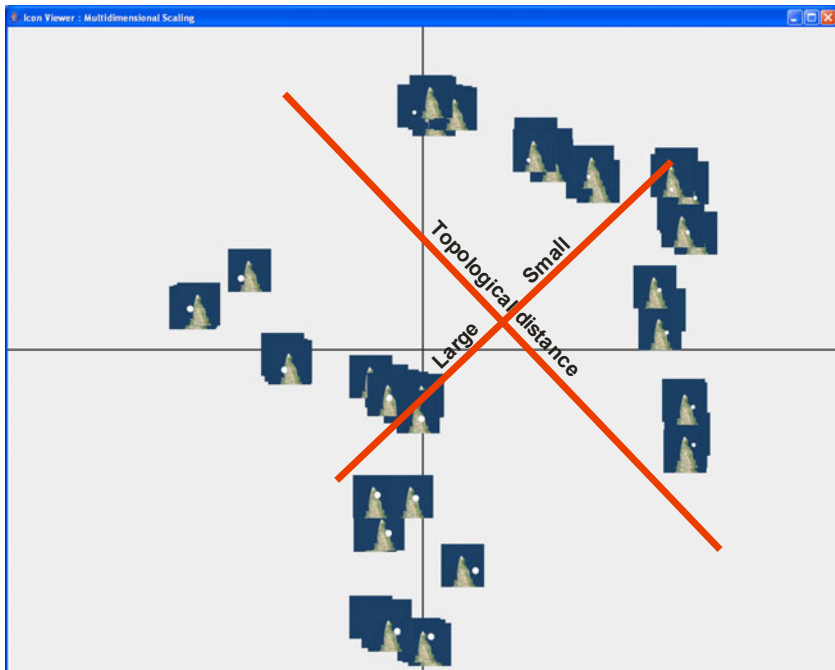 Icon Viewer : Multidimensional Scaling
Topological distance
Small
Large